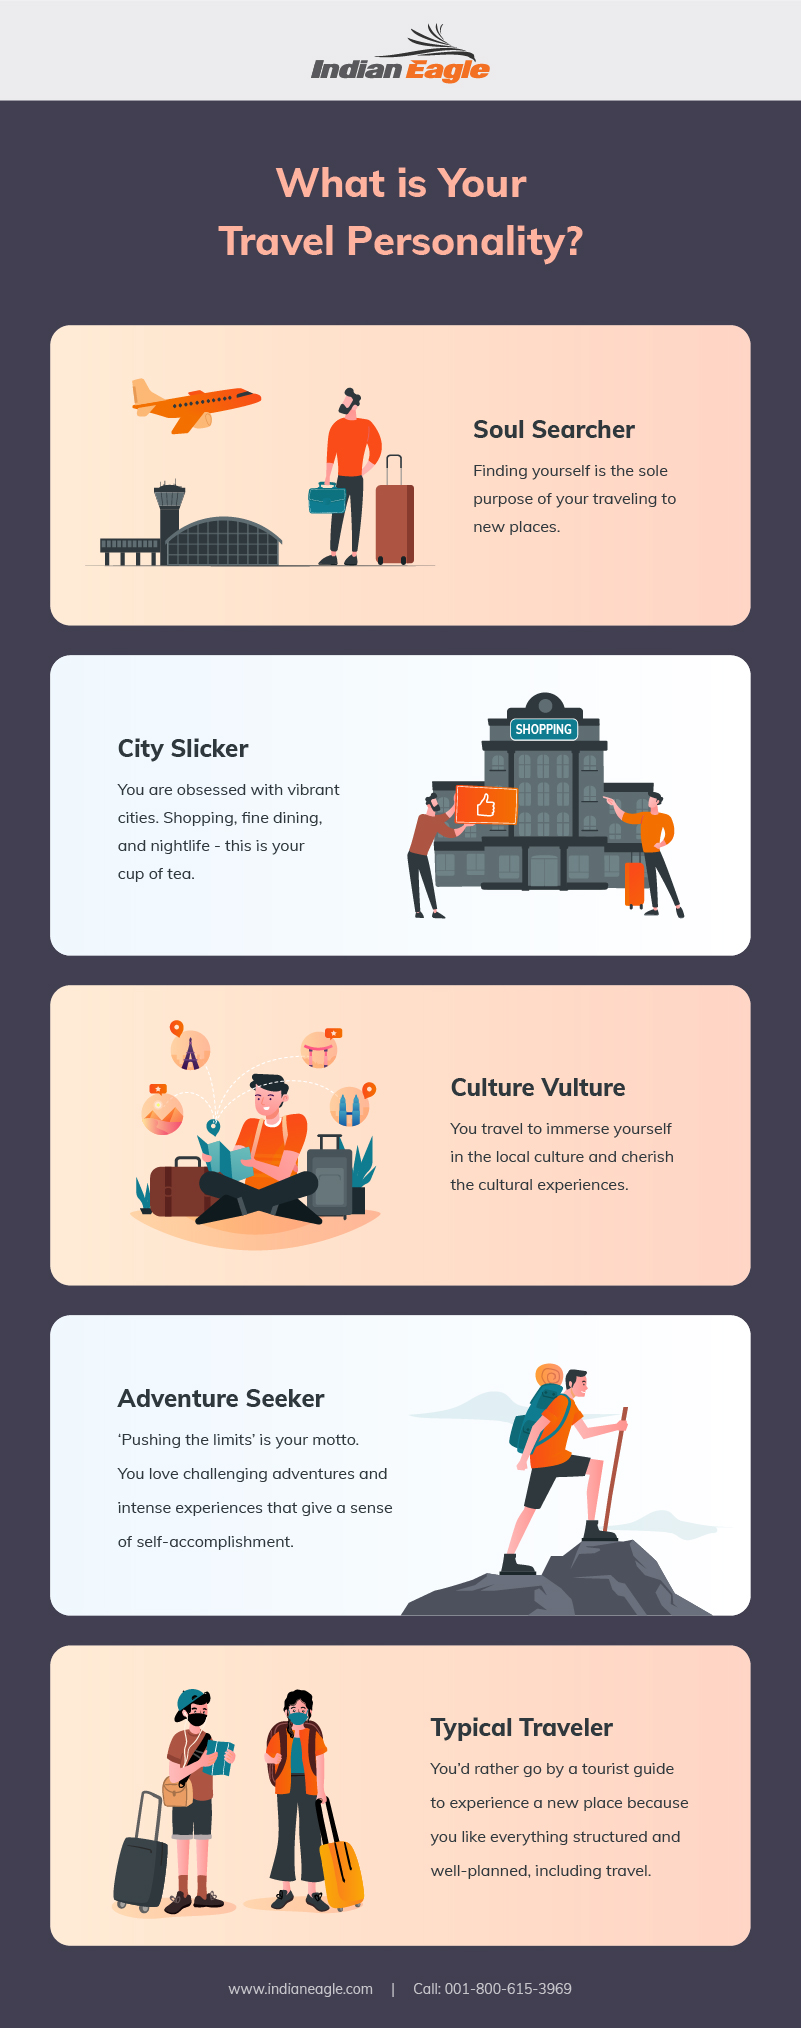 Indian Eagle
What is Your
Travel Personality?
Soul Searcher
Finding yourself is the sole
purpose of your traveling to
new places.
City Slicker
You are obsessed with vibrant
cities. Shopping, fine dining,
and nightlife - this is your
cup of tea.
SHOPPING
Culture Vulture
You travel to immerse yourself
in the local culture and cherish
the cultural experiences.
Adventure Seeker
‘Pushing the limits’ is your motto.
You love challenging adventures and
intense experiences that give a sense
of self-accomplishment.
Typical Traveler
You’d rather go by a tourist guide
to experience a new place because
you like everything structured and
well-planned, including travel.
www.indianeagle.com | Call: 001-800-615-3969